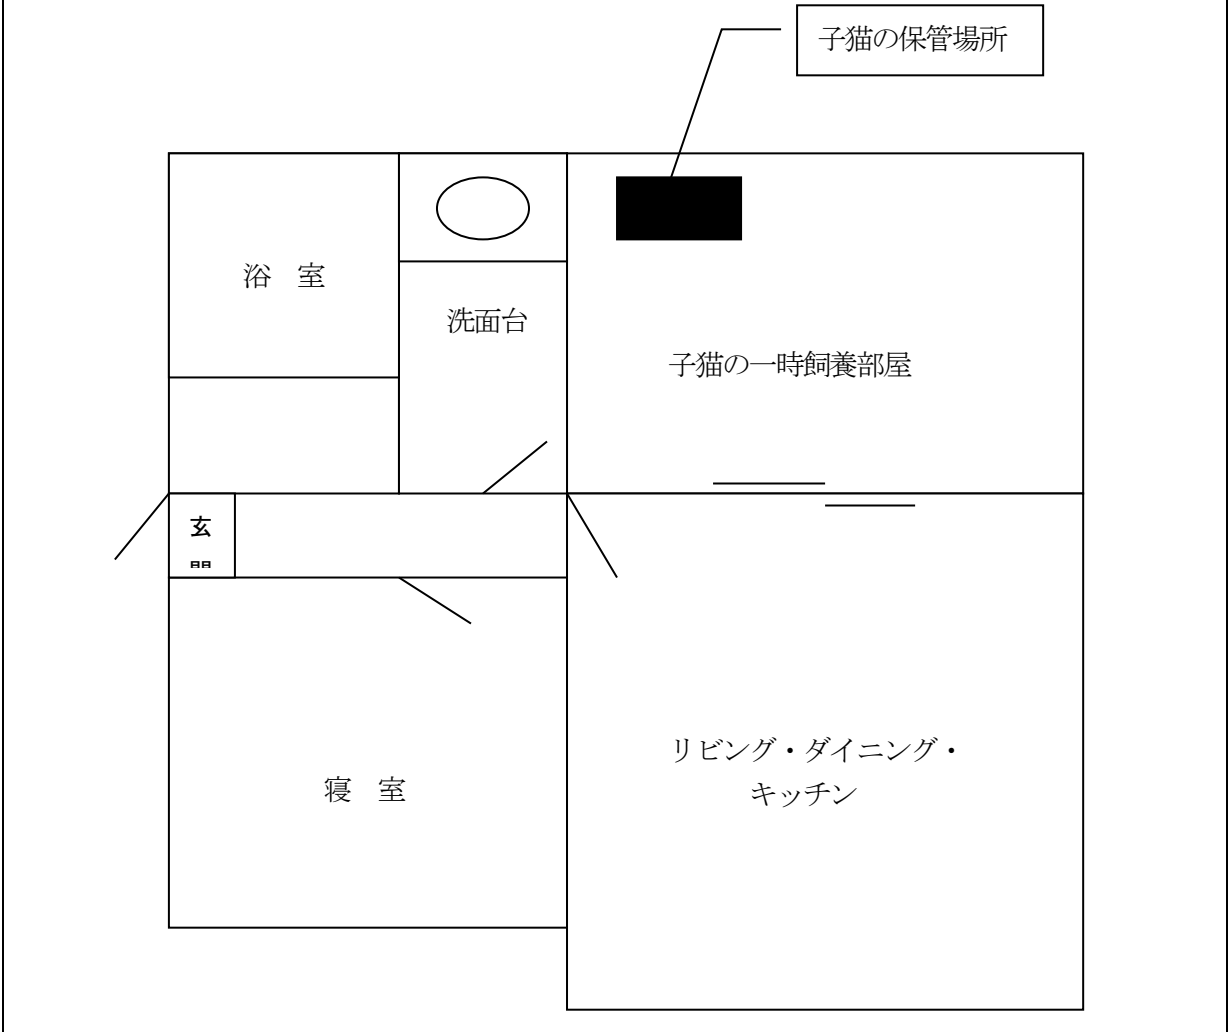 子猫の保管場所
浴　室
洗面台
子猫の一時飼養部屋
玄
リビング・ダイニング・
キッチン
寝　室